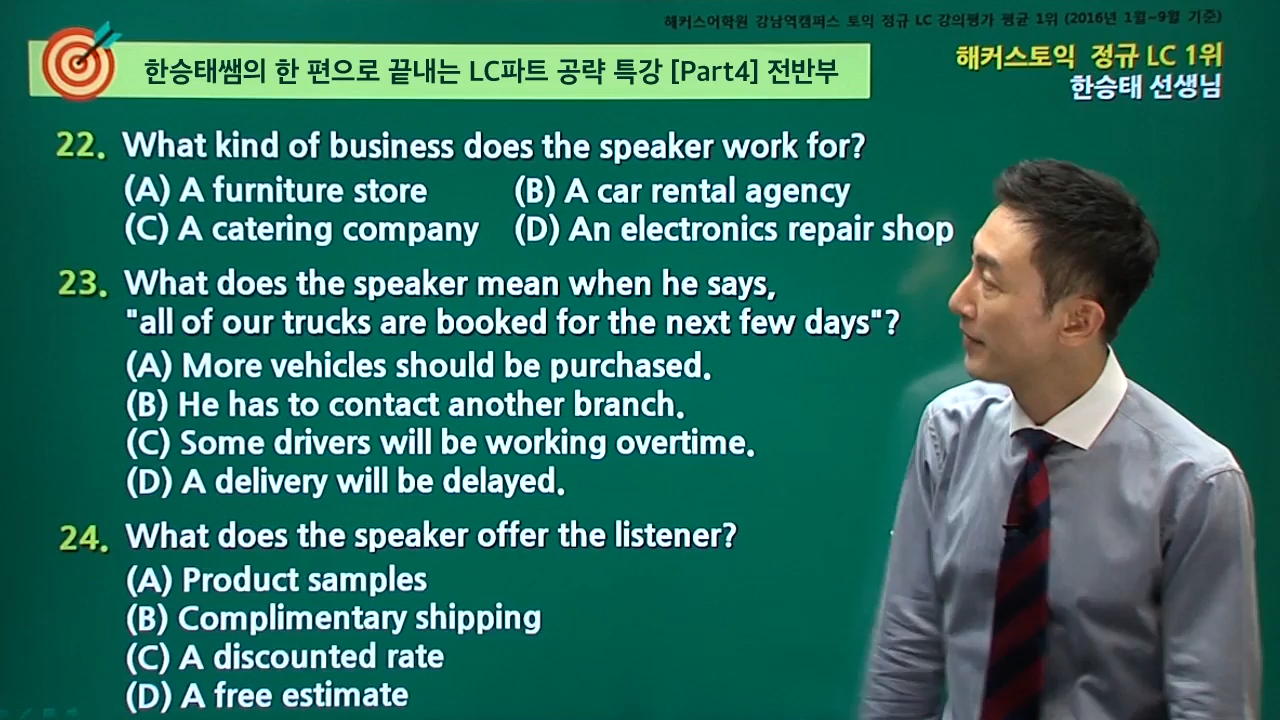 해커스어학원 강남역캠퍼스 토익 정규 LC 강의평가 평균 1위 (2016년 1월~9월 기준)
한승태쌤의 한 편으로 끝내는 LC파트 공략 특강 [Part4] 전반부
해커스토익 정규 LC 1위
한승태 선생님
22. What kind of business does the speaker work for?
(A) A furniture store (B) A car rental agency
(C) A catering company (D) An electronics repair shop
23. What does the speaker mean when he says,
"all of our trucks are booked for the next few days"?
(A) More vehicles should be purchased.
(B) He has to contact another branch.
(C) Some drivers will be working overtime.
(D) A delivery will be delayed.
24. What does the speaker offer the listener?
(A) Product samples
(B) Complimentary shipping
(C) A discounted rate
(D) A free estimate